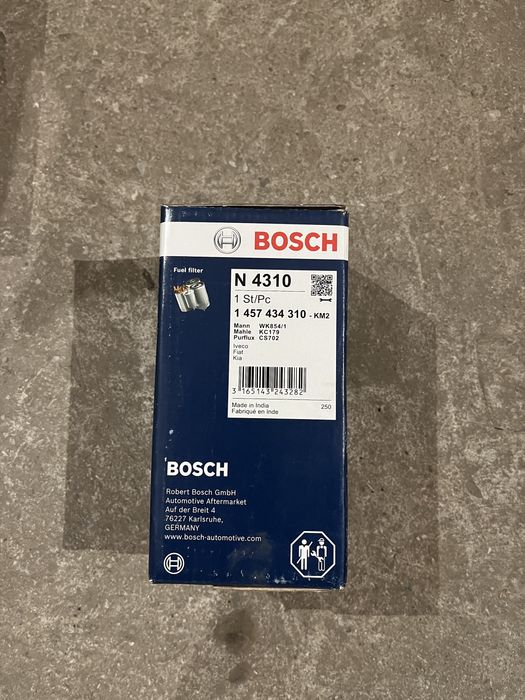 BOSCH
Fuel filter
N 4310
1 St/Pc
1 457 434 310 - KM2
Mann WK854/1
Mahle KC179
Purflux CS702
Iveco
Fiat
Kia
3 165143 243282
Made in India
Fabriqué en Inde
250
BOSCH
Robert Bosch GmbH
Automotive Aftermarket
Auf der Breit 4
76227 Karlsruhe,
GERMANY
www.bosch-automotive.com